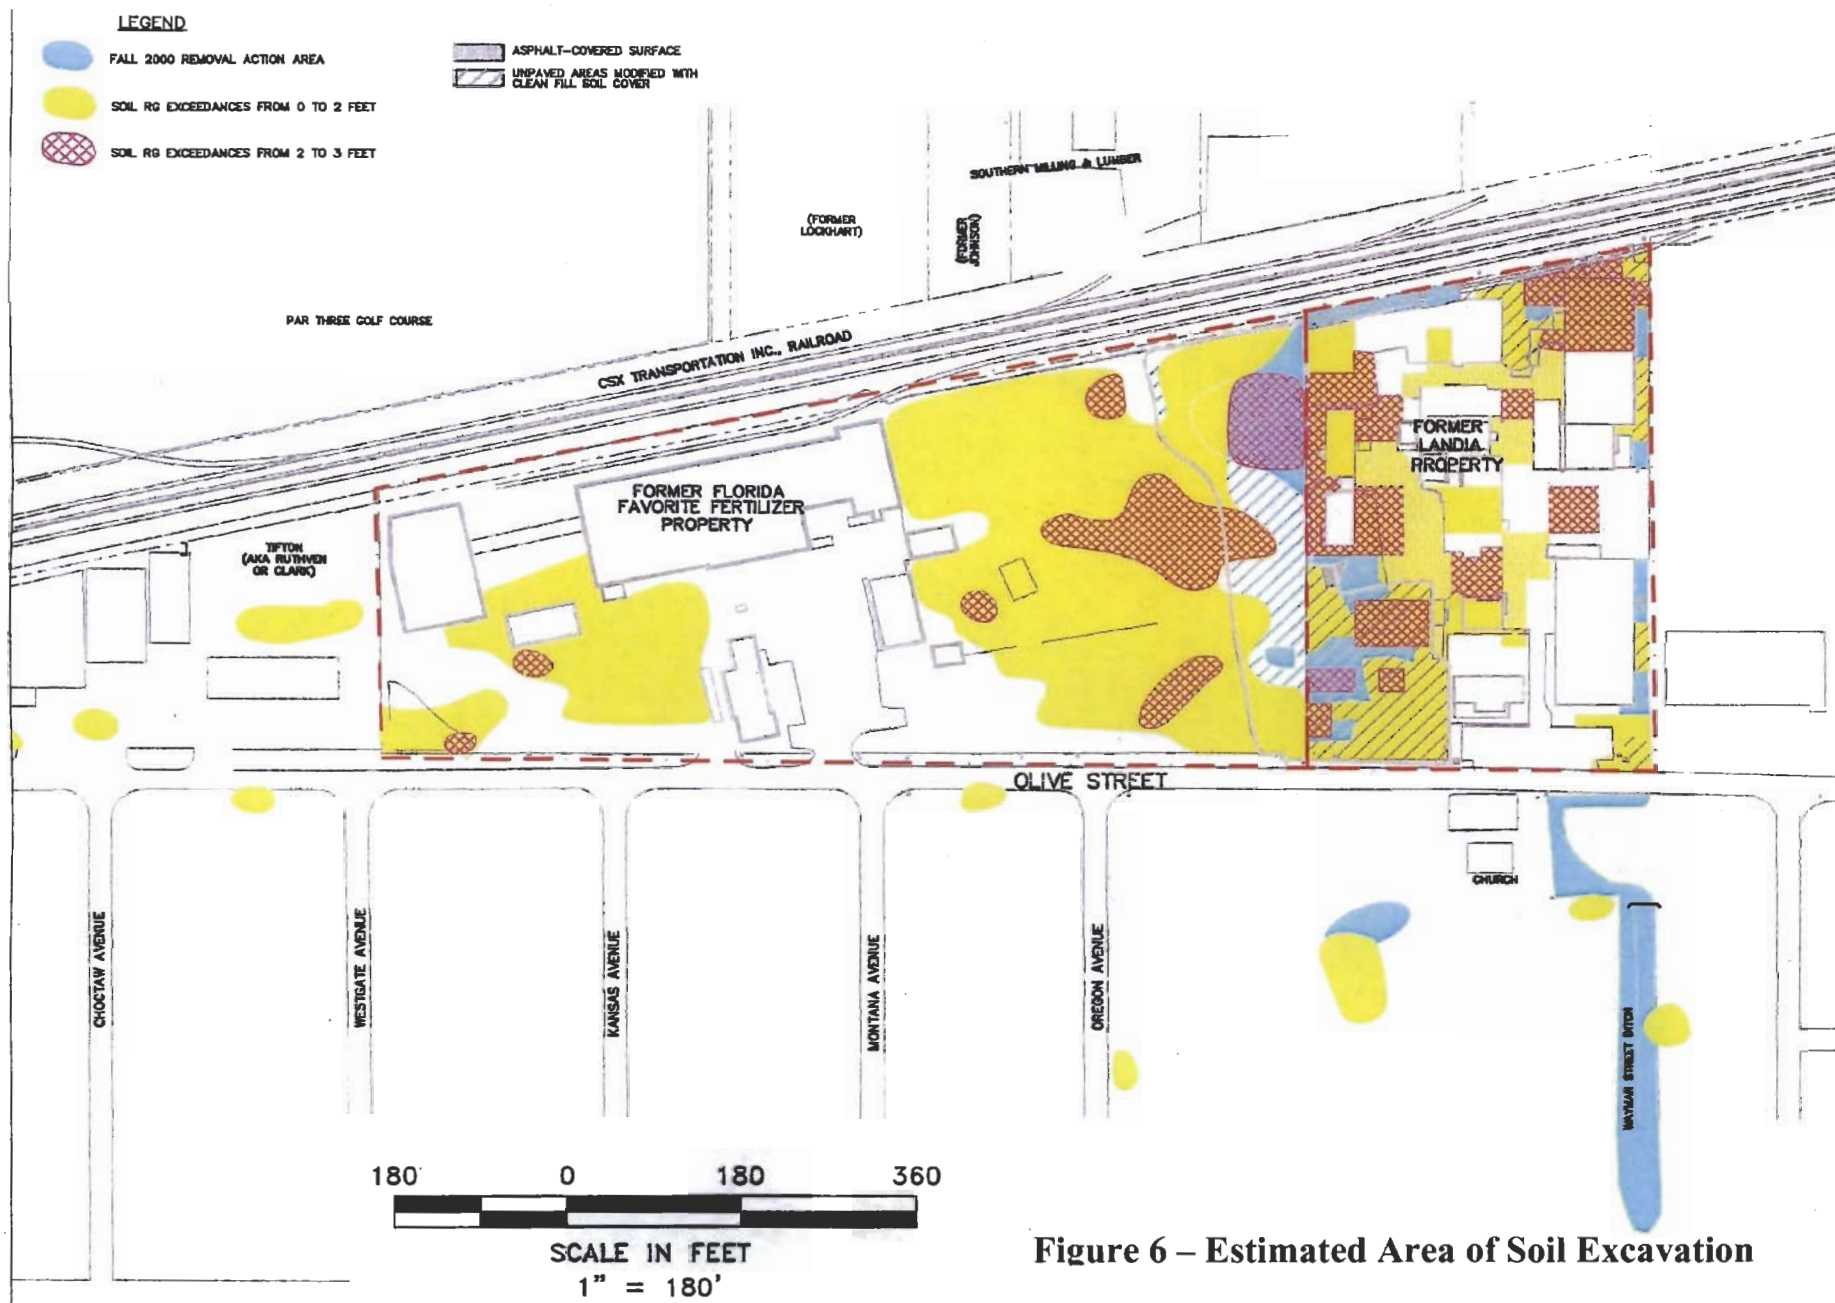 LEGEND
FALL 2000 REMOVAL ACTION AREA
SOIL RG EXCEEDANCES FROM 0 TO 2 FEET
SOIL RG EXCEEDANCES FROM 2 TO 3 FEET
ASPHALT-COVERED SURFACE
UNPAVED AREAS MODIFIED WITH
CLEAN FILL SOIL COVER
SOUTHERN MILLING & LUMBER
(FORMER
LOCKHART)
(FORMER
JOHNSON)
PAR THREE GOLF COURSE
CSX TRANSPORTATION INC., RAILROAD
FORMER
LANDIA
PROPERTY
FORMER FLORIDA
FAVORITE FERTILIZER
PROPERTY
TIFTON
(AKA RUTHVEN
OR CLARK)
OLIVE STREET
CHURCH
CHOCTAW AVENUE
WESTGATE AVENUE
KANSAS AVENUE
MONTANA AVENUE
OREGON AVENUE
WAYMAN STREET DITCH
180 0 180 360
SCALE IN FEET
1" = 180'
Figure 6 – Estimated Area of Soil Excavation